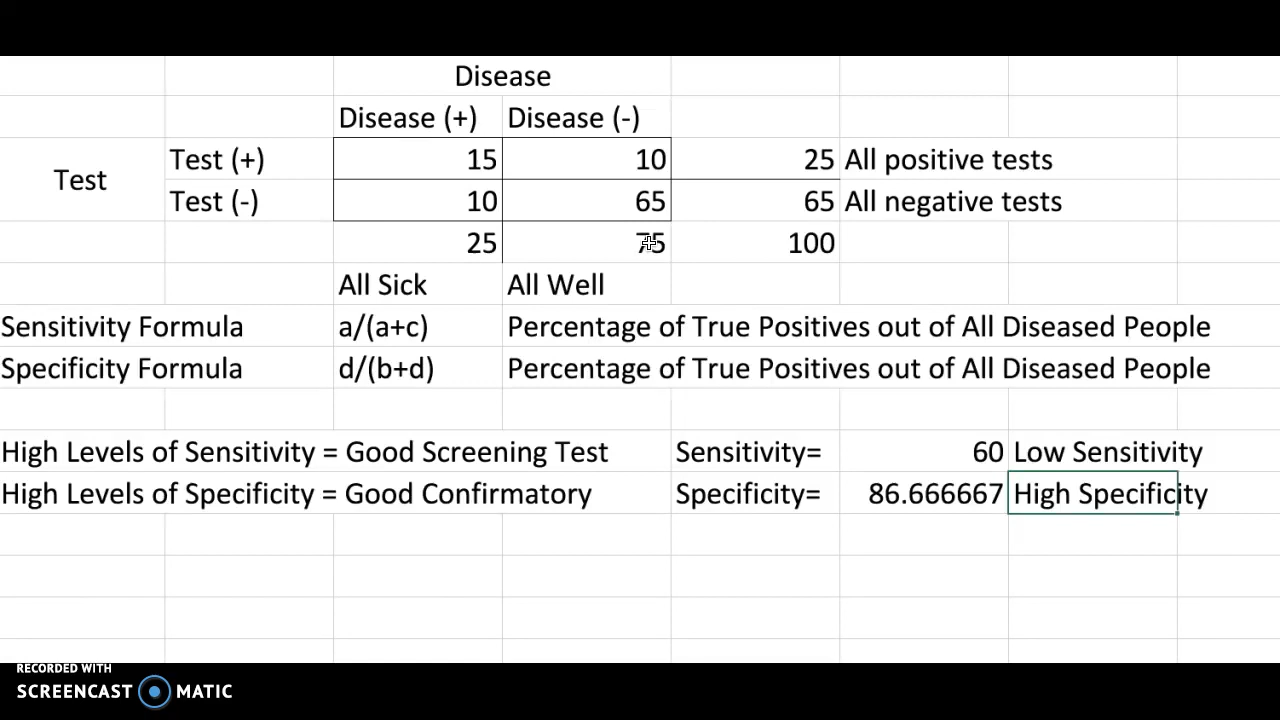 Disease
Disease (+) Disease (-)
Test (+) 15 10 25 All positive tests
Test
Test (-) 10 65 65 All negative tests
25 75 100
All Sick All Well
Sensitivity Formula a/(a+c) Percentage of True Positives out of All Diseased People
Specificity Formula d/(b+d) Percentage of True Positives out of All Diseased People
High Levels of Sensitivity = Good Screening Test Sensitivity= 60 Low Sensitivity
High Levels of Specificity = Good Confirmatory Specificity= 86.666667 High Specificity
RECORDED WITH
SCREENCAST MATIC